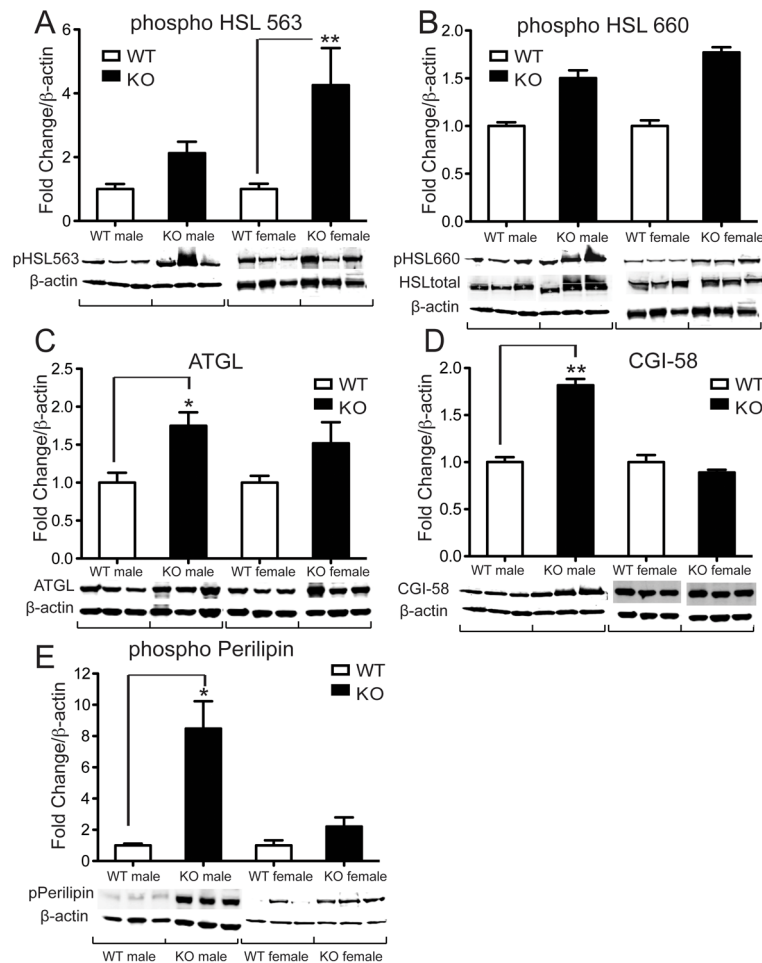 A
phospho HSL 563
WT
KO
**
Fold Change/β-actin
6
4
2
0
WT male KO male WT female KO female
pHSL563
β-actin
B
phospho HSL 660
WT
KO
Fold Change/β-actin
2.0
1.5
1.0
0.5
0.0
WT male KO male WT female KO female
pHSL660
HSLtotal
β-actin
C
ATGL
WT
KO
*
Fold Change/β-actin
2.5
2.0
1.5
1.0
0.5
0.0
WT male KO male WT female KO female
ATGL
β-actin
D
CGI-58
WT
KO
**
Fold Change/β-actin
2.0
1.5
1.0
0.5
0.0
WT male KO male WT female KO female
CGI-58
β-actin
E
phospho Perilipin
WT
KO
*
Fold Change/β-actin
12
10
8
6
4
2
0
WT male KO male WT female KO female
pPerilipin
β-actin
WT male KO male WT female KO female